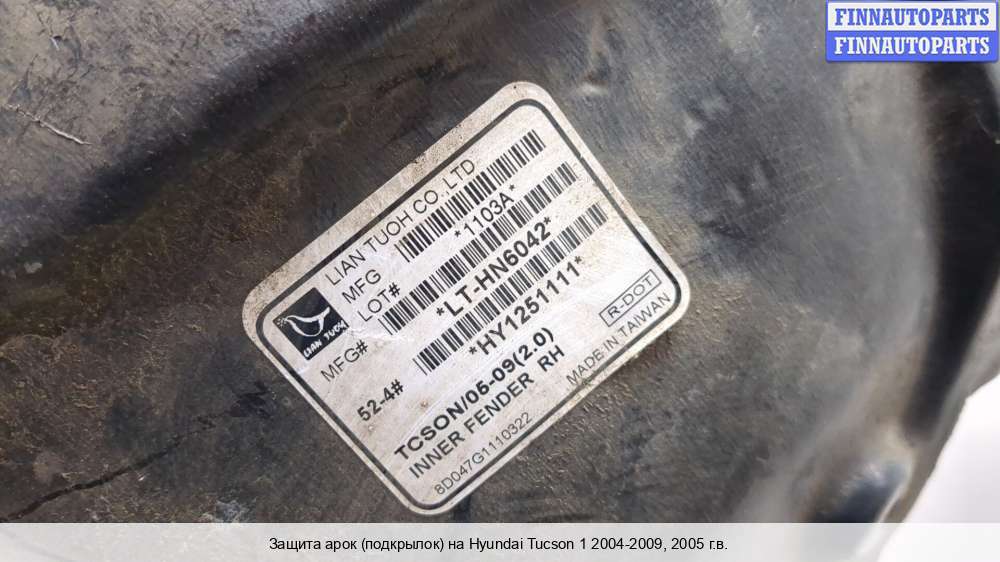 FINNAUTOPARTS
FINNAUTOPARTS
LIAN TUOH CO.,LTD
MFG
LOT#
*1103A*
LIAN TUOH
MFG#
*LT-HN6042*
52-4#
*HY1251111*
TCSON/05-09(2.0)
INNER FENDER RH
R-DOT
8D047G1110322
MADE IN TAIWAN
Защита арок (подкрылок) на Hyundai Tucson 1 2004-2009, 2005 г.в.